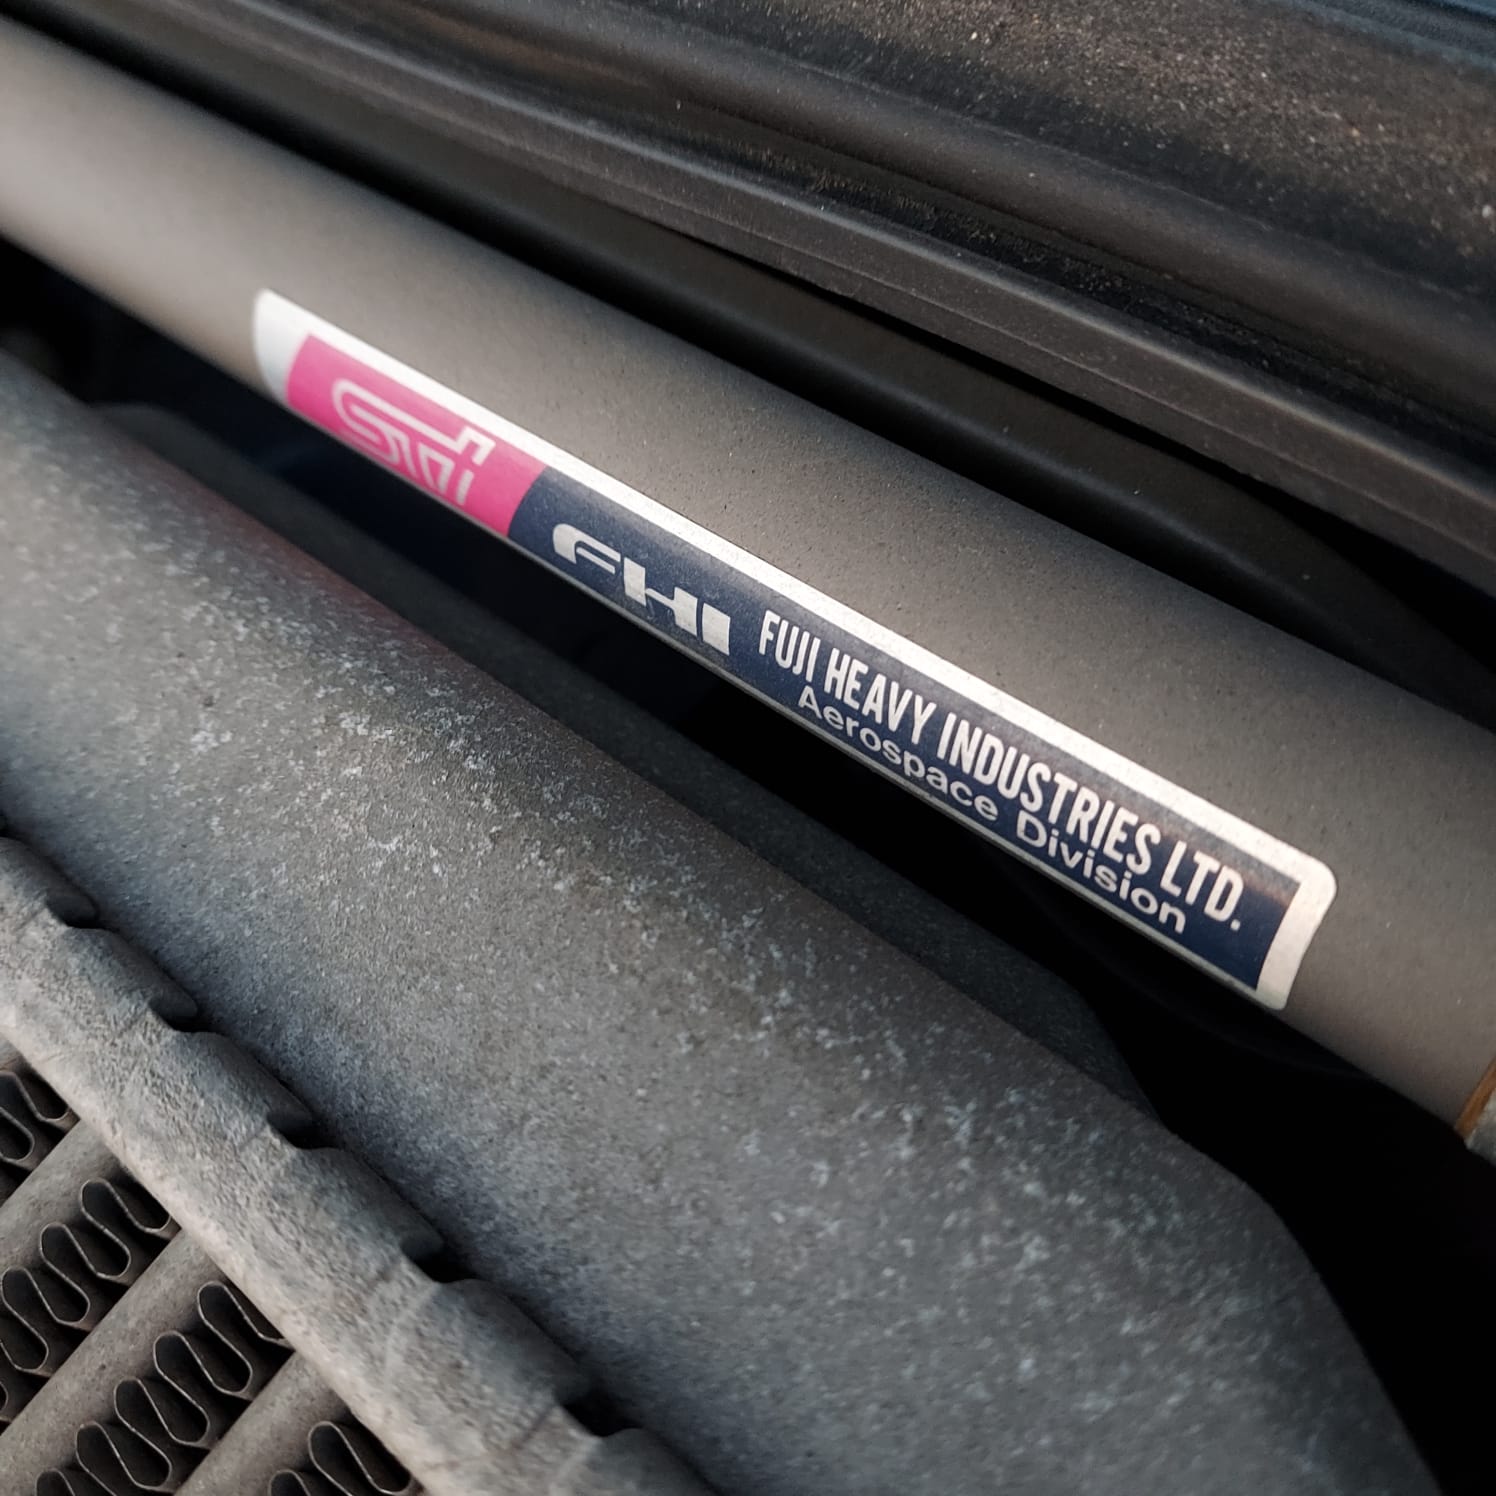 STi
FHI
FUJI HEAVY INDUSTRIES LTD.
Aerospace Division